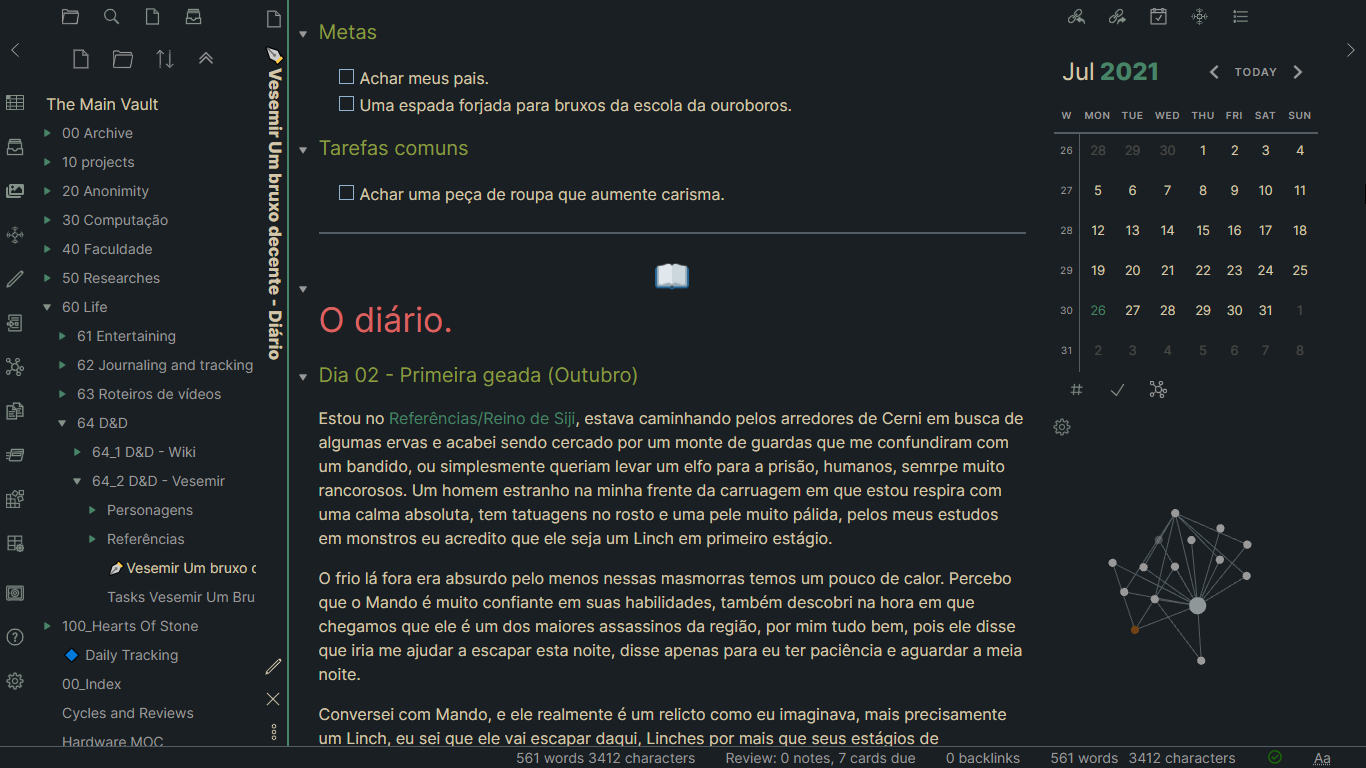 The Main Vault
00 Archive
10 projects
20 Anonimity
30 Computação
40 Faculdade
50 Researches
60 Life
61 Entertaining
62 Journaling and tracking
63 Roteiros de vídeos
64 D&D
64_1 D&D - Wiki
64_2 D&D - Vesemir
Personagens
Referências
Vesemir Um bruxo d
Tasks Vesemir Um Bru
100_Hearts Of Stone
Daily Tracking
00_Index
Cycles and Reviews
Hardware MOC
Vesemir Um bruxo decente - Diário
Metas
Achar meus pais.
Uma espada forjada para bruxos da escola da ouroboros.
Tarefas comuns
Achar uma peça de roupa que aumente carisma.
O diário.
Dia 02 - Primeira geada (Outubro)
Estou no Referências/Reino de Siji, estava caminhando pelos arredores de Cerni em busca de
algumas ervas e acabei sendo cercado por um monte de guardas que me confundiram com
um bandido, ou simplesmente queriam levar um elfo para a prisão, humanos, semrpe muito
rancorosos. Um homem estranho na minha frente da carruagem em que estou respira com
uma calma absoluta, tem tatuagens no rosto e uma pele muito pálida, pelos meus estudos
em monstros eu acredito que ele seja um Linch em primeiro estágio.
O frio lá fora era absurdo pelo menos nessas masmorras temos um pouco de calor. Percebo
que o Mando é muito confiante em suas habilidades, também descobri na hora em que
chegamos que ele é um dos maiores assassinos da região, por mim tudo bem, pois ele disse
que iria me ajudar a escapar esta noite, disse apenas para eu ter paciência e aguardar a meia
noite.
Conversei com Mando, e ele realmente é um relicto como eu imaginava, mais precisamente
um Linch, eu sei que ele vai escapar daqui, Linches por mais que seus estágios de
Jul 2021
TODAY
W MON TUE WED THU FRI SAT SUN
26 28 29 30 1 2 3 4
27 5 6 7 8 9 10 11
28 12 13 14 15 16 17 18
29 19 20 21 22 23 24 25
30 26 27 28 29 30 31 1
31 2 3 4 5 6 7 8
561 words 3412 characters Review: 0 notes, 7 cards due 0 backlinks 561 words 3412 characters Aa